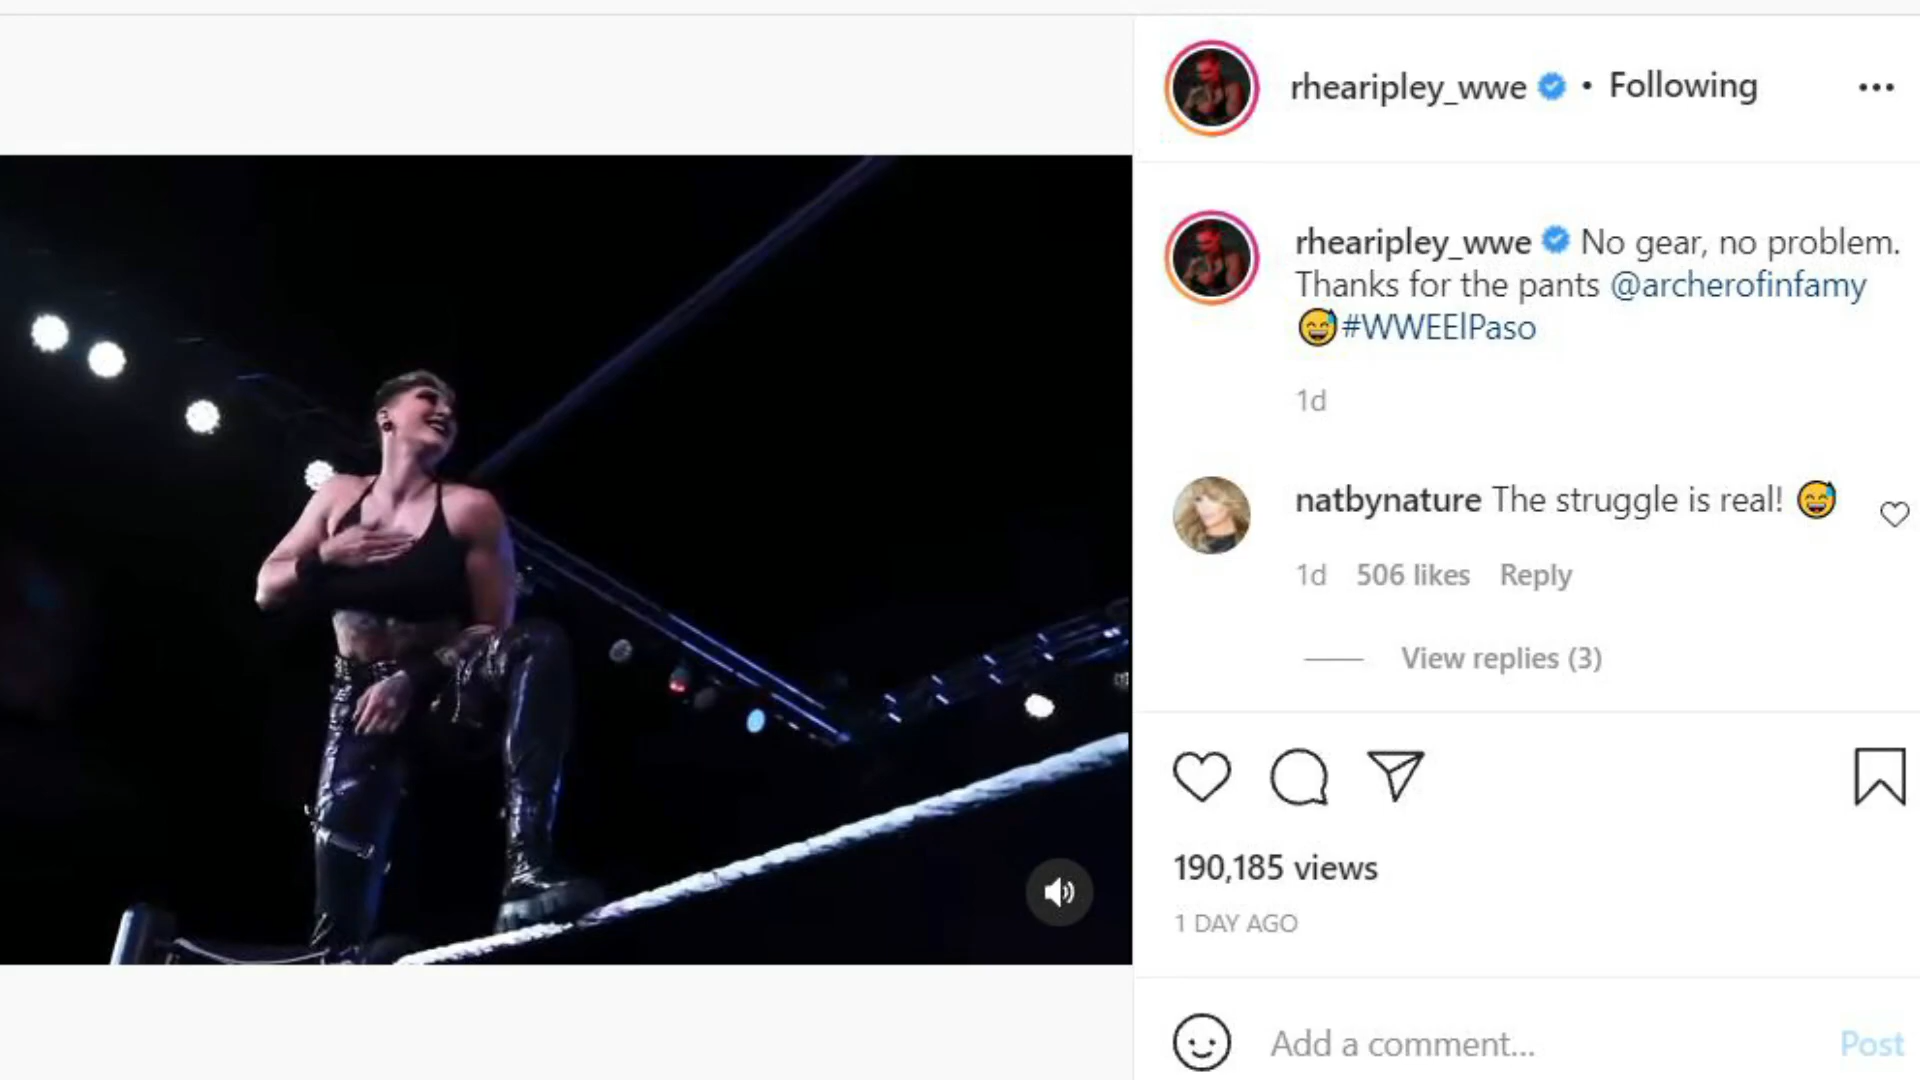 rhearipley_wwe • Following
rhearipley_wwe No gear, no problem.
Thanks for the pants @archerofinfamy
😅#WWEElPaso
1d
natbynature The struggle is real! 😅
1d 506 likes Reply
View replies (3)
190,185 views
1 DAY AGO
Add a comment... Post